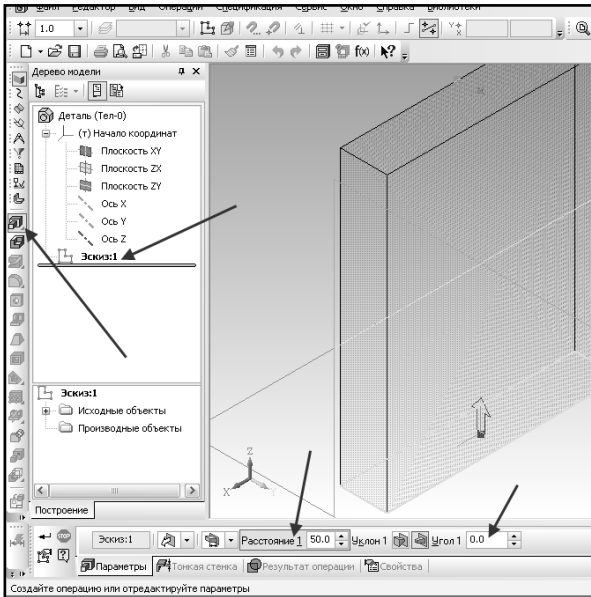 Файл Редактор Вид Операции Спецификация Сервис Окно Справка Библиотеки
1.0
f(x)
Дерево модели
Деталь (Тел-0)
(т) Начало координат
Плоскость XY
Плоскость ZX
Плоскость ZY
Ось X
Ось Y
Ось Z
Эскиз:1
Эскиз:1
Исходные объекты
Производные объекты
Построение
Z
X
Y
Эскиз:1 Расстояние 1 50.0 Уклон 1 Угол 1 0.0
Параметры Тонкая стенка Результат операции Свойства
Создайте операцию или отредактируйте параметры